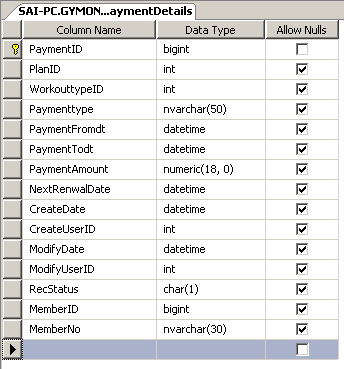 SAI-PC.GYMON...aymentDetails
Column Name Data Type Allow Nulls
PaymentID bigint
PlanID int
WorkouttypeID int
Paymenttype nvarchar(50)
PaymentFromdt datetime
PaymentTodt datetime
PaymentAmount numeric(18, 0)
NextRenwalDate datetime
CreateDate datetime
CreateUserID int
ModifyDate datetime
ModifyUserID int
RecStatus char(1)
MemberID bigint
MemberNo nvarchar(30)